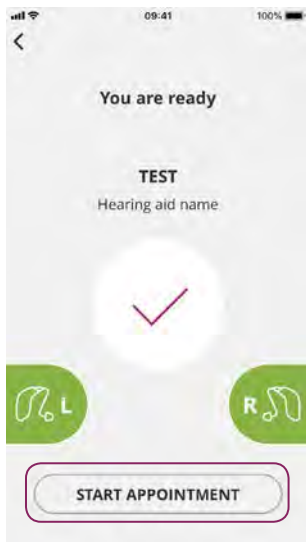 09:41
100%
You are ready
TEST
Hearing aid name
L
R
START APPOINTMENT